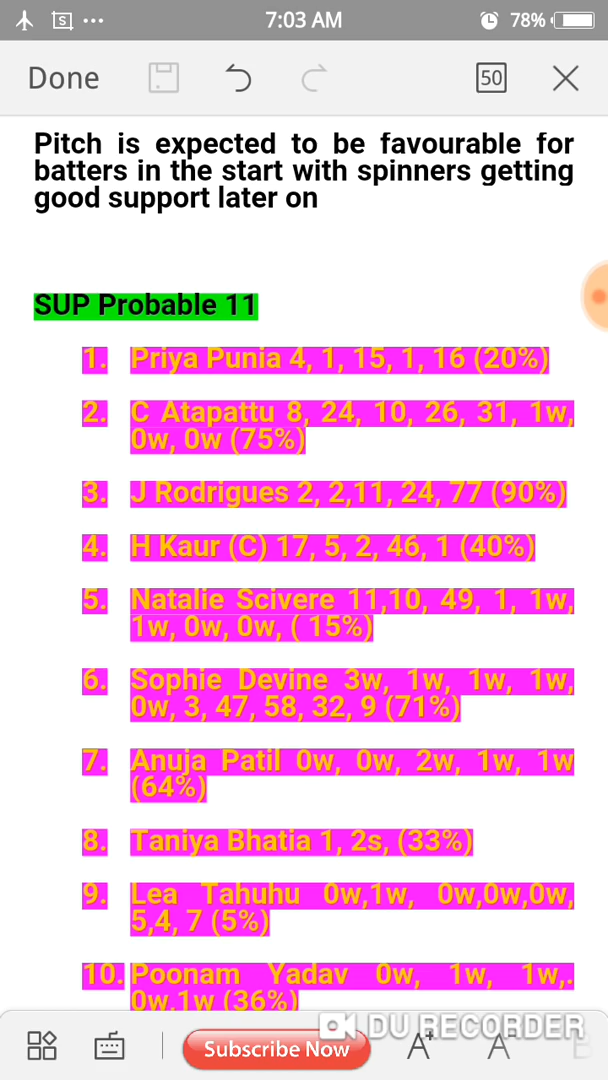 7:03 AM
78%
Done
50
Pitch is expected to be favourable for
batters in the start with spinners getting
good support later on
SUP Probable 11
1. Priya Punia 4, 1, 15, 1, 16 (20%)
2. C Atapattu 8, 24, 10, 26, 31, 1w,
0w, 0w (75%)
3. J Rodrigues 2, 2,11, 24, 77 (90%)
4. H Kaur (C) 17, 5, 2, 46, 1 (40%)
5. Natalie Scivere 11,10, 49, 1, 1w,
1w, 0w, 0w, ( 15%)
6. Sophie Devine 3w, 1w, 1w, 1w,
0w, 3, 47, 58, 32, 9 (71%)
7. Anuja Patil 0w, 0w, 2w, 1w, 1w
(64%)
8. Taniya Bhatia 1, 2s, (33%)
9. Lea Tahuhu 0w,1w, 0w,0w,0w,
5,4, 7 (5%)
10. Poonam Yadav 0w, 1w, 1w,.
0w,1w (36%)
DU RECORDER
Subscribe Now
A+
A-
B